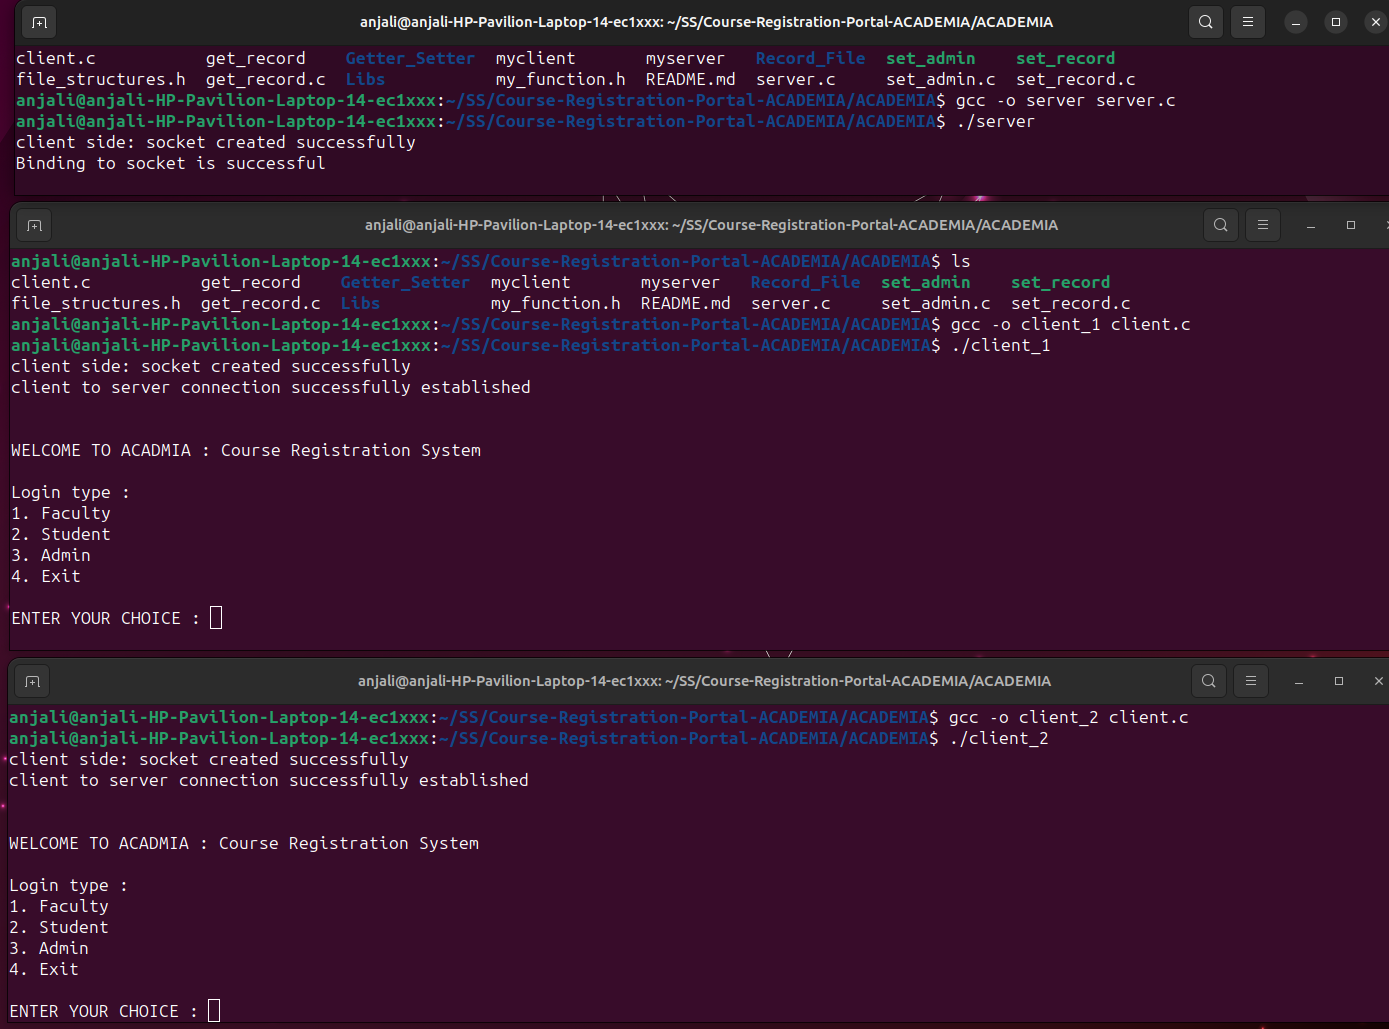 anjali@anjali-HP-Pavilion-Laptop-14-ec1xxx: ~/SS/Course-Registration-Portal-ACADEMIA/ACADEMIA
client.c get_record Getter_Setter myclient myserver Record_File set_admin set_record
file_structures.h get_record.c Libs my_function.h README.md server.c set_admin.c set_record.c
anjali@anjali-HP-Pavilion-Laptop-14-ec1xxx:~/SS/Course-Registration-Portal-ACADEMIA/ACADEMIA$ gcc -o server server.c
anjali@anjali-HP-Pavilion-Laptop-14-ec1xxx:~/SS/Course-Registration-Portal-ACADEMIA/ACADEMIA$ ./server
client side: socket created successfully
Binding to socket is successful
anjali@anjali-HP-Pavilion-Laptop-14-ec1xxx: ~/SS/Course-Registration-Portal-ACADEMIA/ACADEMIA
anjali@anjali-HP-Pavilion-Laptop-14-ec1xxx:~/SS/Course-Registration-Portal-ACADEMIA/ACADEMIA$ ls
client.c get_record Getter_Setter myclient myserver Record_File set_admin set_record
file_structures.h get_record.c Libs my_function.h README.md server.c set_admin.c set_record.c
anjali@anjali-HP-Pavilion-Laptop-14-ec1xxx:~/SS/Course-Registration-Portal-ACADEMIA/ACADEMIA$ gcc -o client_1 client.c
anjali@anjali-HP-Pavilion-Laptop-14-ec1xxx:~/SS/Course-Registration-Portal-ACADEMIA/ACADEMIA$ ./client_1
client side: socket created successfully
client to server connection successfully established
WELCOME TO ACADMIA : Course Registration System
Login type :
1. Faculty
2. Student
3. Admin
4. Exit
ENTER YOUR CHOICE :
anjali@anjali-HP-Pavilion-Laptop-14-ec1xxx: ~/SS/Course-Registration-Portal-ACADEMIA/ACADEMIA
anjali@anjali-HP-Pavilion-Laptop-14-ec1xxx:~/SS/Course-Registration-Portal-ACADEMIA/ACADEMIA$ gcc -o client_2 client.c
anjali@anjali-HP-Pavilion-Laptop-14-ec1xxx:~/SS/Course-Registration-Portal-ACADEMIA/ACADEMIA$ ./client_2
client side: socket created successfully
client to server connection successfully established
WELCOME TO ACADMIA : Course Registration System
Login type :
1. Faculty
2. Student
3. Admin
4. Exit
ENTER YOUR CHOICE :